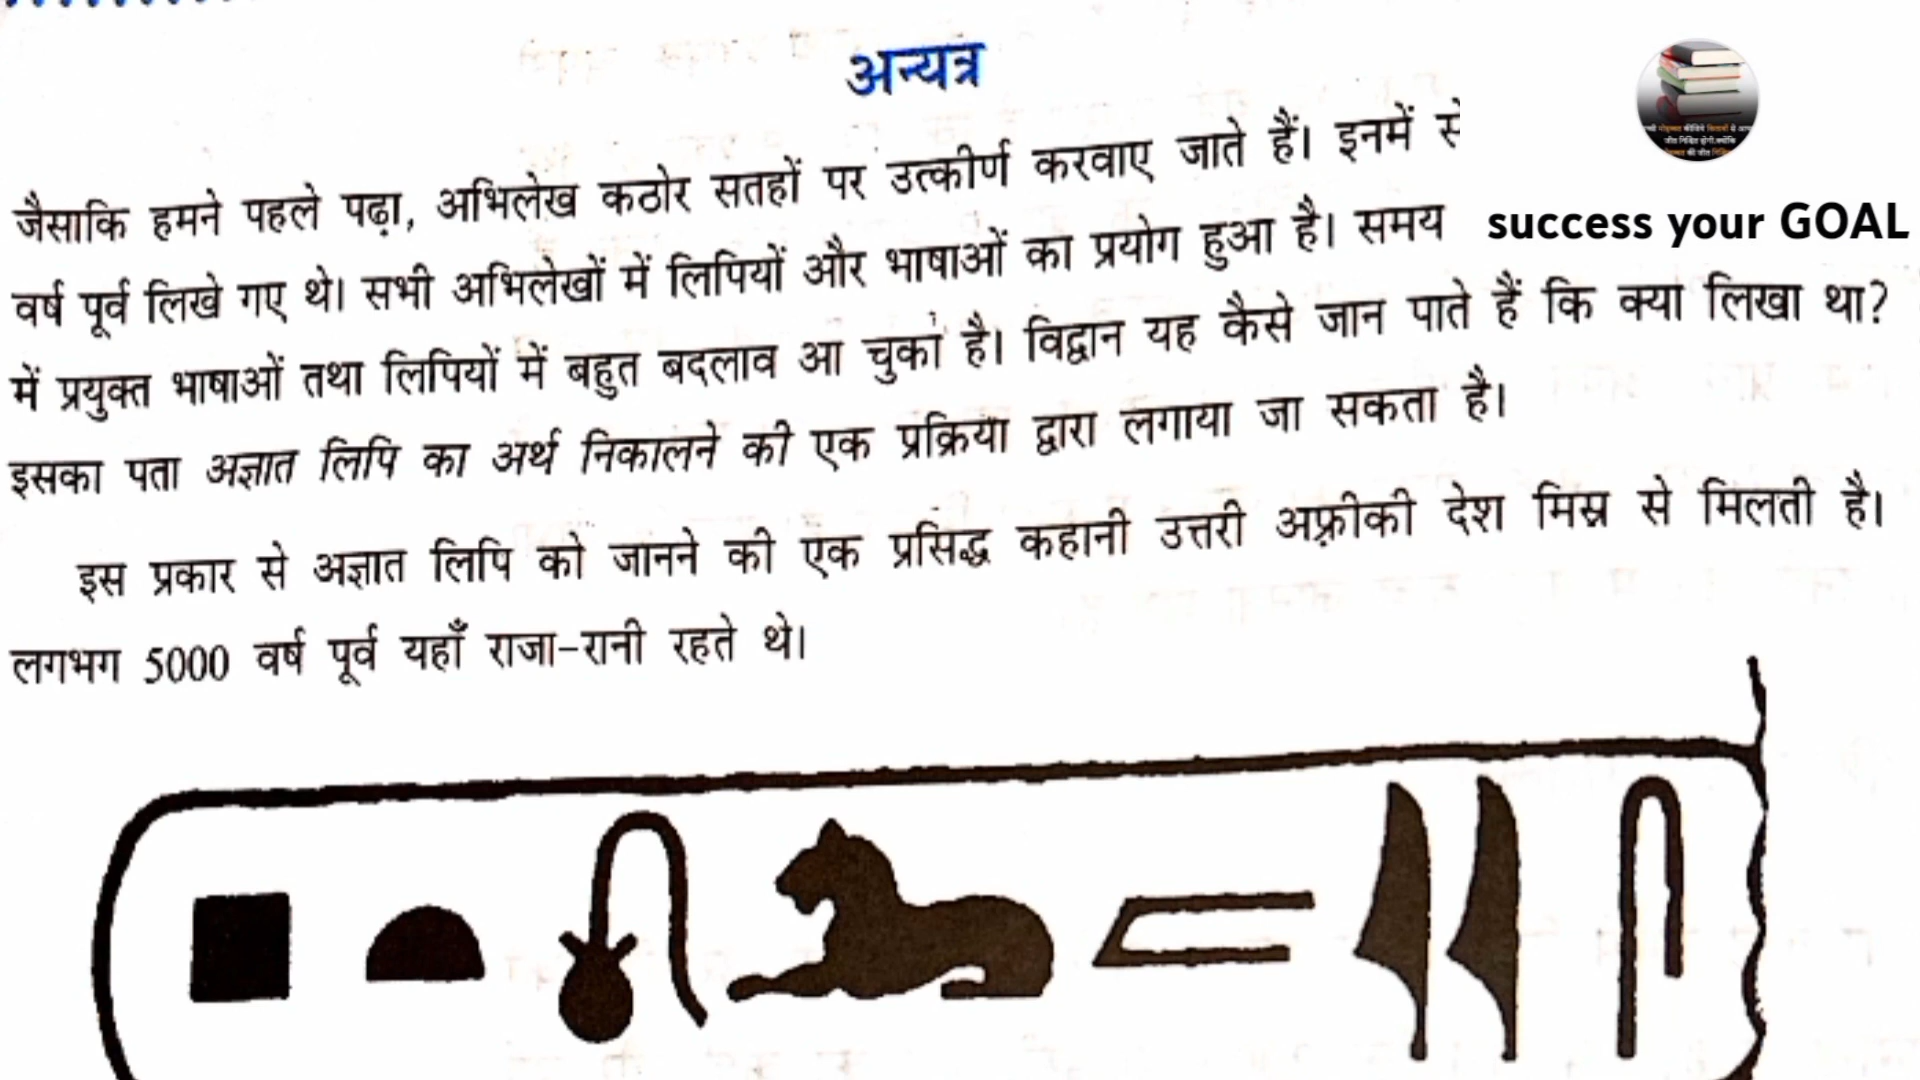 अन्यत्र
जैसाकि हमने पहले पढ़ा, अभिलेख कठोर सतहों पर उत्कीर्ण करवाए जाते हैं। इनमें से
वर्ष पूर्व लिखे गए थे। सभी अभिलेखों में लिपियों और भाषाओं का प्रयोग हुआ है। समय
में प्रयुक्त भाषाओं तथा लिपियों में बहुत बदलाव आ चुका है। विद्वान यह कैसे जान पाते हैं कि क्या लिखा था?
इसका पता अज्ञात लिपि का अर्थ निकालने की एक प्रक्रिया द्वारा लगाया जा सकता है।
इस प्रकार से अज्ञात लिपि को जानने की एक प्रसिद्ध कहानी उत्तरी अफ़्रीकी देश मिस्र से मिलती है।
लगभग 5000 वर्ष पूर्व यहाँ राजा-रानी रहते थे।
success your GOAL